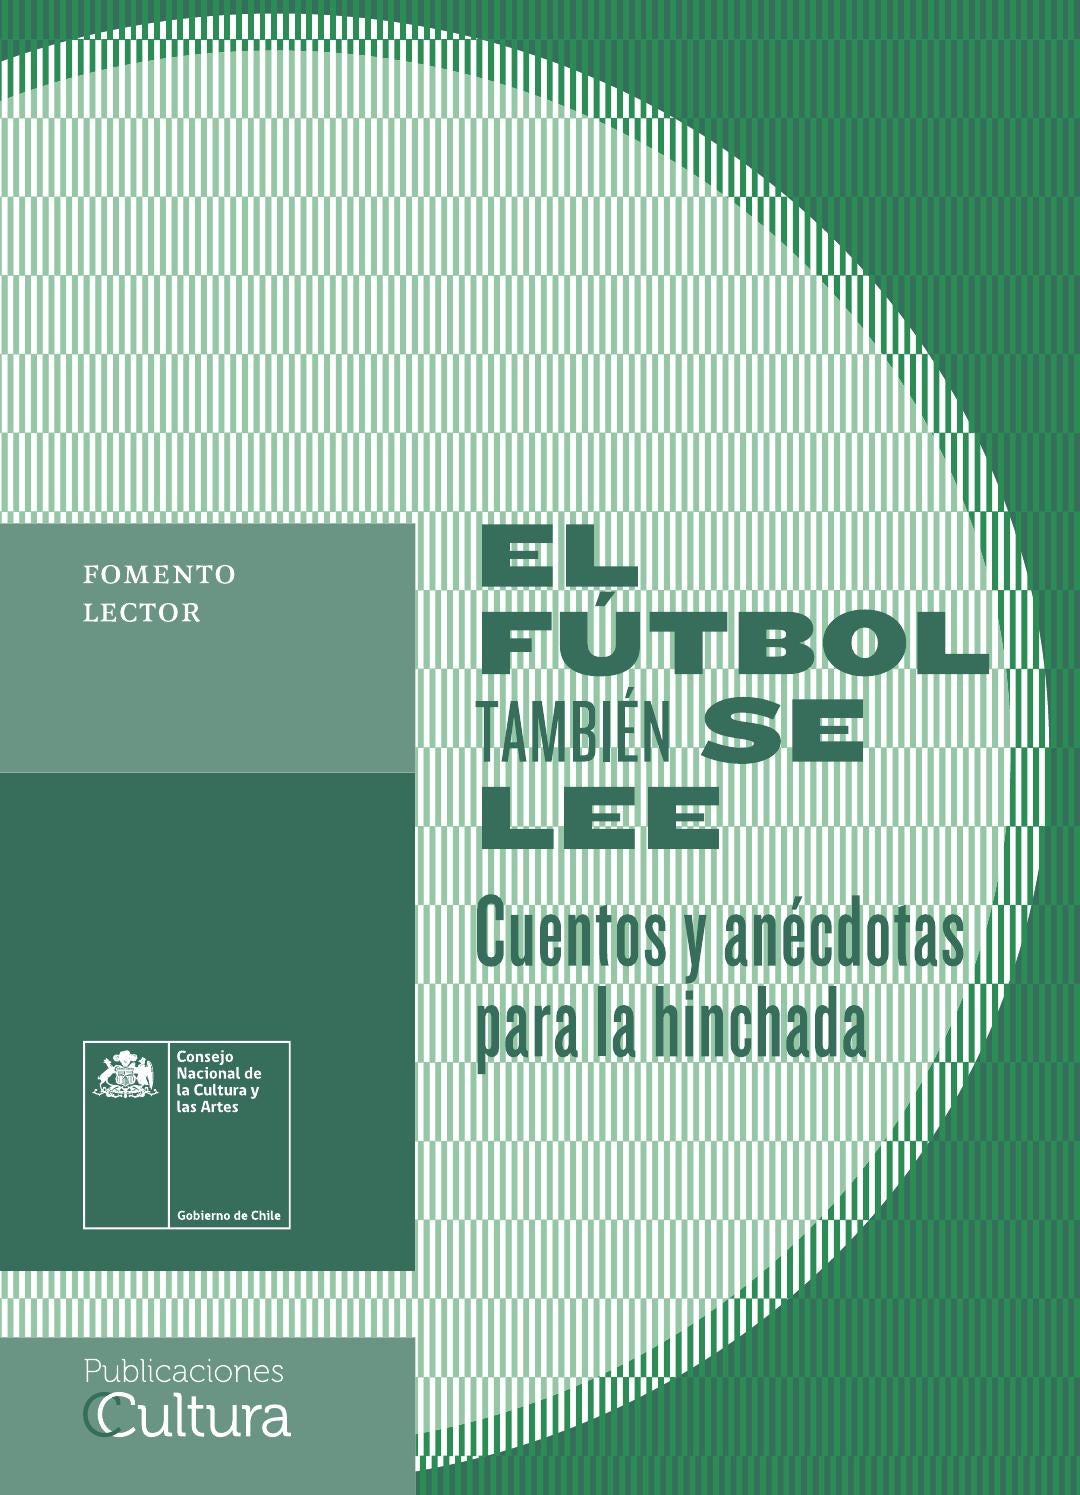 FOMENTO
LECTOR
EL
FÚTBOL
TAMBIÉN SE
LEE
Cuentos y anécdotas
para la hinchada
Consejo
Nacional de
la Cultura y
las Artes
Gobierno de Chile
Publicaciones
Cultura